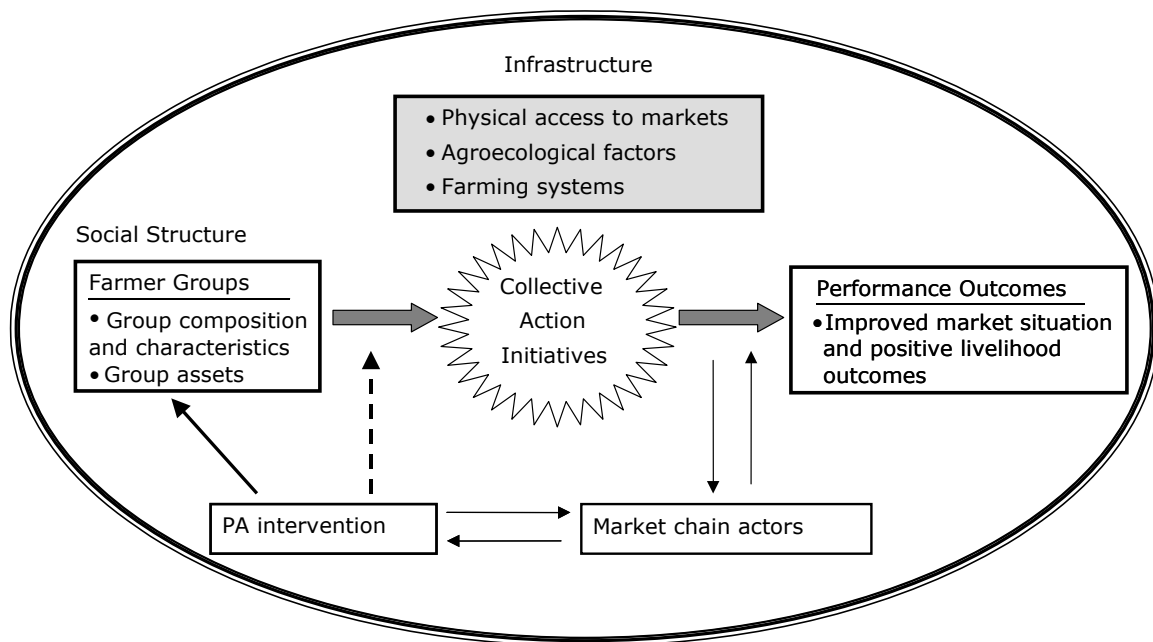 Infrastructure
• Physical access to markets
• Agroecological factors
• Farming systems
Social Structure
Farmer Groups
• Group composition
and characteristics
• Group assets
Collective
Action
Initiatives
Performance Outcomes
•Improved market situation
and positive livelihood
outcomes
PA intervention
Market chain actors